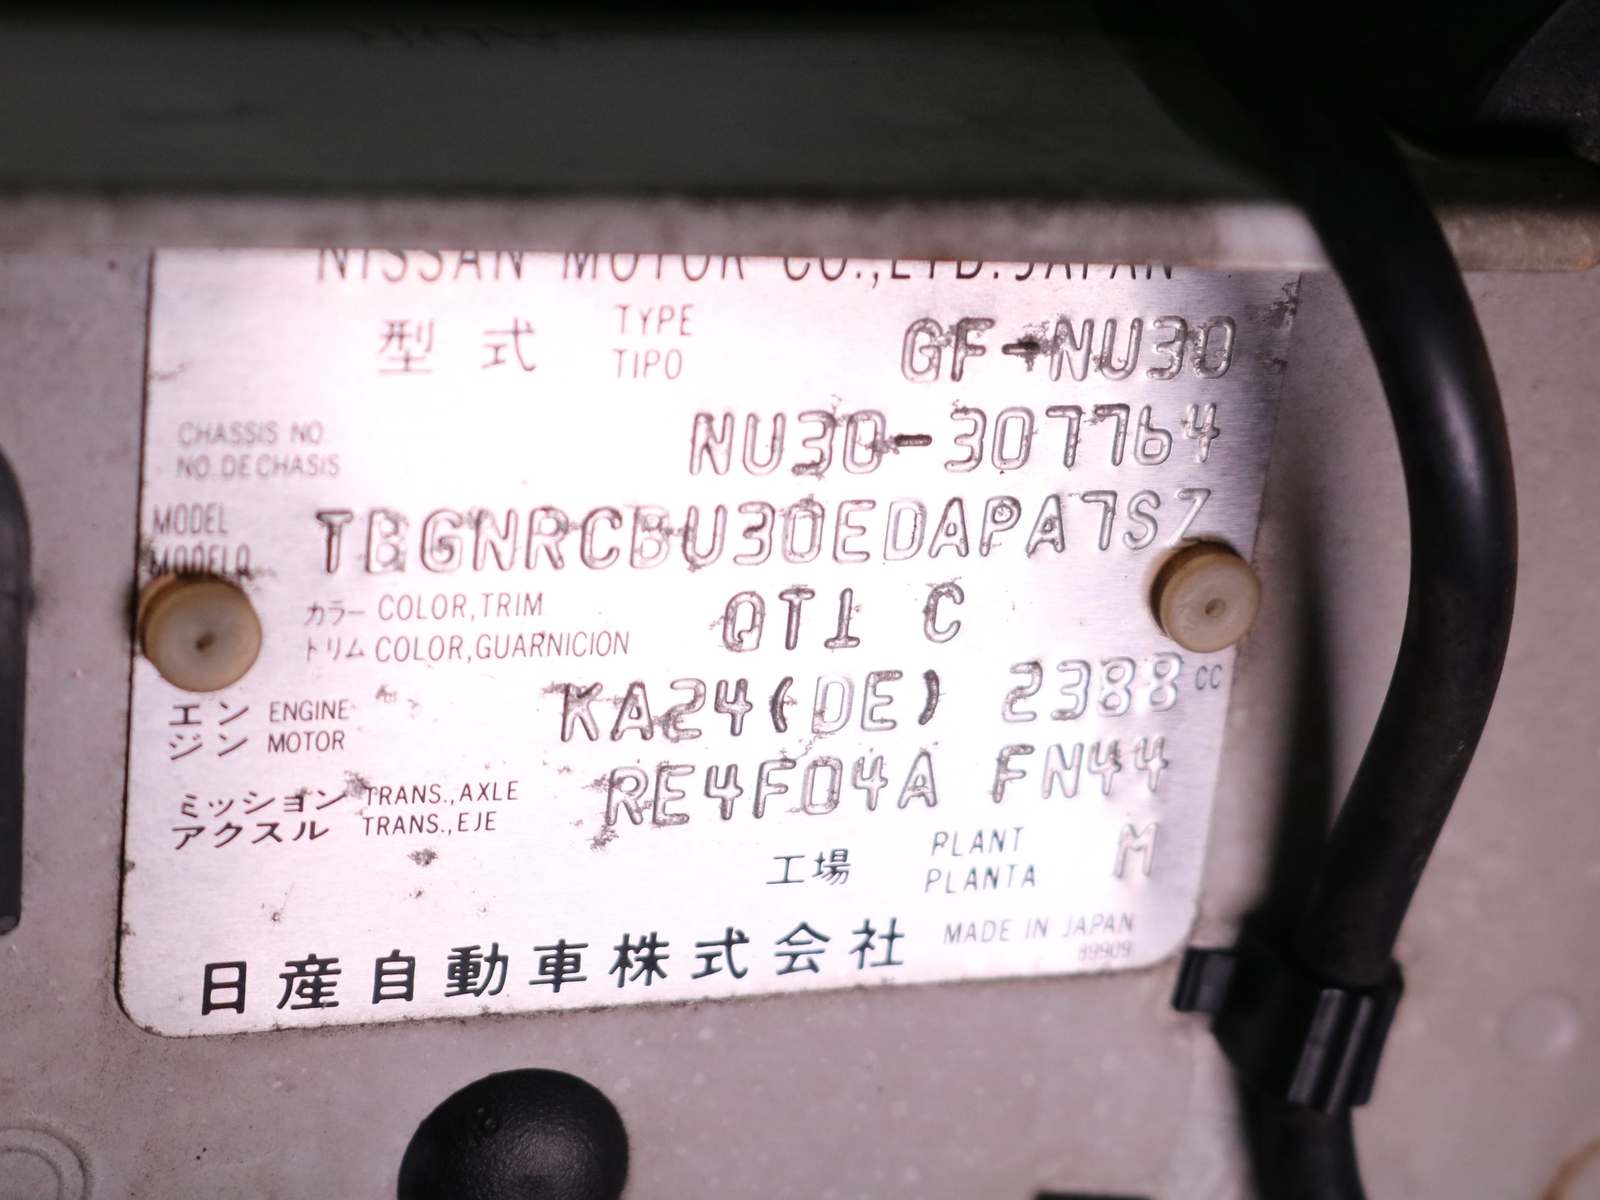 NISSAN MOTOR CO.,LTD.JAPAN
型式 TYPE TIPO GF-NU30
CHASSIS NO. NO.DE CHASIS NU30-307764
MODEL MODELO TBGNRCBU30EDAPA7SZ
カラー COLOR,TRIM QT1 C
トリム COLOR,GUARNICION
エンジン ENGINE MOTOR KA24(DE) 2388 CC
ミッション TRANS.,AXLE RE4F04A FN44
アクスル TRANS.,EJE
工場 PLANT PLANTA M
日産自動車株式会社 MADE IN JAPAN
89909